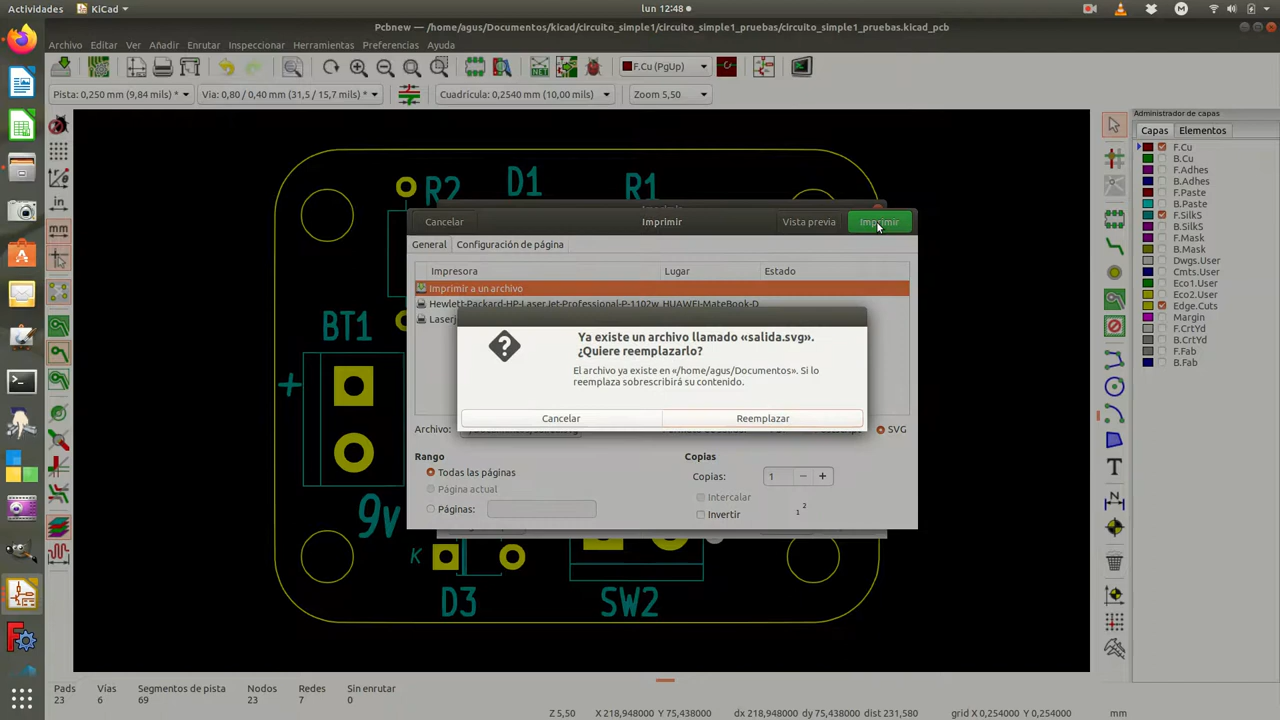 Actividades
KiCad
lun 12:48
Pcbnew — /home/agus/Documentos/kicad/circuito_simple1/circuito_simple1_pruebas/circuito_simple1_pruebas.kicad_pcb
Archivo Editar Ver Añadir Enrutar Inspeccionar Herramientas Preferencias Ayuda
F.Cu (PgUp)
Pista: 0,250 mm (9,84 mils) *
Via: 0,80 / 0,40 mm (31,5 / 15,7 mils) *
Cuadrícula: 0,2540 mm (10,00 mils)
Zoom 5,50
Administrador de capas
Capas Elementos
F.Cu
B.Cu
F.Adhes
B.Adhes
F.Paste
B.Paste
F.SilkS
B.SilkS
F.Mask
B.Mask
Dwgs.User
Cmts.User
Eco1.User
Eco2.User
Edge.Cuts
Margin
F.CrtYd
B.CrtYd
F.Fab
B.Fab
in
mm
NET
R2
D1
R1
BT1
+
9v
K
D3
SW2
Cancelar
Imprimir
Vista previa
Imprimir
General
Configuración de página
Impresora
Lugar
Estado
Imprimir a un archivo
Hewlett-Packard-HP-LaserJet-Professional-P-1102w
HUAWEI-MateBook-D
Ya existe un archivo llamado «salida.svg».
¿Quiere reemplazarlo?
El archivo ya existe en «/home/agus/Documentos». Si lo
reemplaza sobrescribirá su contenido.
Cancelar
Reemplazar
Archivo:
SVG
Rango
Todas las páginas
Página actual
Páginas:
Copias
Copias: 1 − +
Intercalar
Invertir
1 2
Pads
23
Vías
6
Segmentos de pista
69
Nodos
23
Redes
7
Sin enrutar
0
Z 5,50
X 218,948000 Y 75,438000
dx 218,948000 dy 75,438000 dist 231,580
grid X 0,254000 Y 0,254000
mm